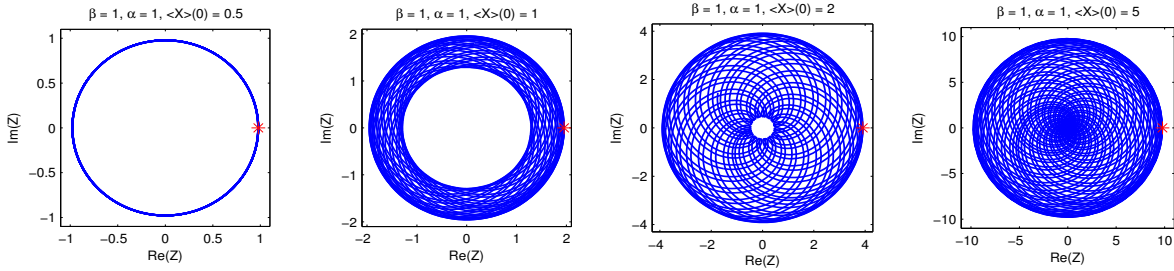 β = 1, α = 1, <X>(0) = 0.5
1
0.5
0
−0.5
−1
Im(Z)
−1 −0.5 0 0.5 1
Re(Z)
β = 1, α = 1, <X>(0) = 1
2
1
0
−1
−2
Im(Z)
−2 −1 0 1 2
Re(Z)
β = 1, α = 1, <X>(0) = 2
4
2
0
−2
−4
Im(Z)
−4 −2 0 2 4
Re(Z)
β = 1, α = 1, <X>(0) = 5
10
5
0
−5
−10
Im(Z)
−10 −5 0 5 10
Re(Z)